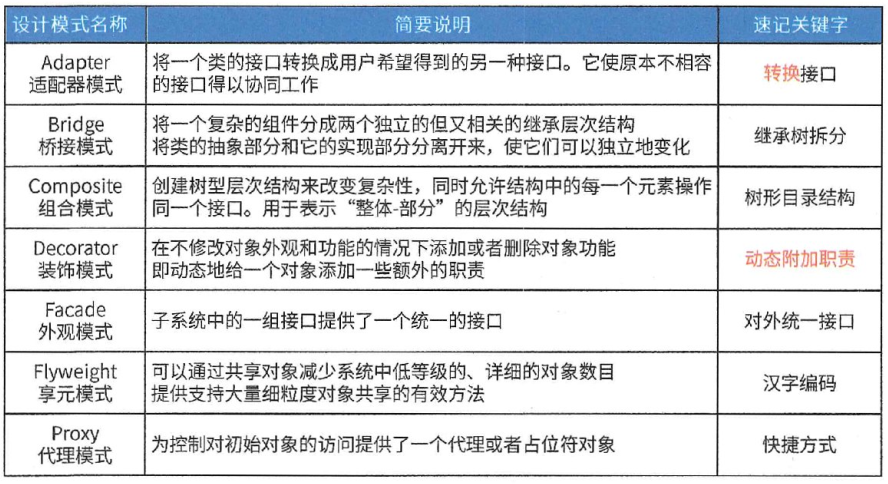 设计模式名称 简要说明 速记关键字
Adapter
适配器模式
将一个类的接口转换成用户希望得到的另一种接口。它使原本不相容
的接口得以协同工作
转换接口
Bridge
桥接模式
将一个复杂的组件分成两个独立的但又相关的继承层次结构
将类的抽象部分和它的实现部分分离开来，使它们可以独立地变化
继承树拆分
Composite
组合模式
创建树型层次结构来改变复杂性，同时允许结构中的每一个元素操作
同一个接口。用于表示“整体-部分”的层次结构
树形目录结构
Decorator
装饰模式
在不修改对象外观和功能的情况下添加或者删除对象功能
即动态地给一个对象添加一些额外的职责
动态附加职责
Facade
外观模式
子系统中的一组接口提供了一个统一的接口
对外统一接口
Flyweight
享元模式
可以通过共享对象减少系统中低等级的、详细的对象数目
提供支持大量细粒度对象共享的有效方法
汉字编码
Proxy
代理模式
为控制对初始对象的访问提供了一个代理或者占位符对象
快捷方式